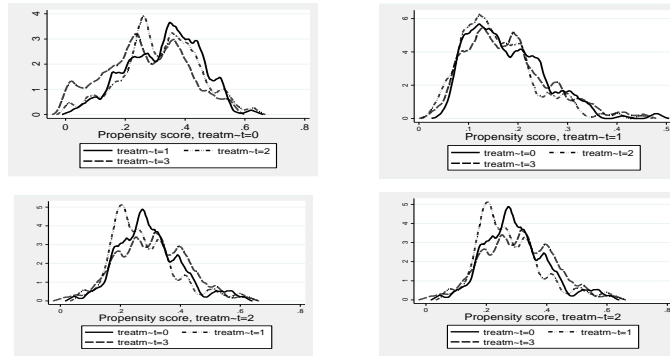 4
3
2
1
0
0
.2
.4
.6
.8
Propensity score, treatm~t=0
treatm~t=1
treatm~t=2
treatm~t=3
6
4
2
0
0
.1
.2
.3
.4
.5
Propensity score, treatm~t=1
treatm~t=0
treatm~t=2
treatm~t=3
5
4
3
2
1
0
0
.2
.4
.6
.8
Propensity score, treatm~t=2
treatm~t=0
treatm~t=1
treatm~t=3
5
4
3
2
1
0
0
.2
.4
.6
.8
Propensity score, treatm~t=2
treatm~t=0
treatm~t=1
treatm~t=3